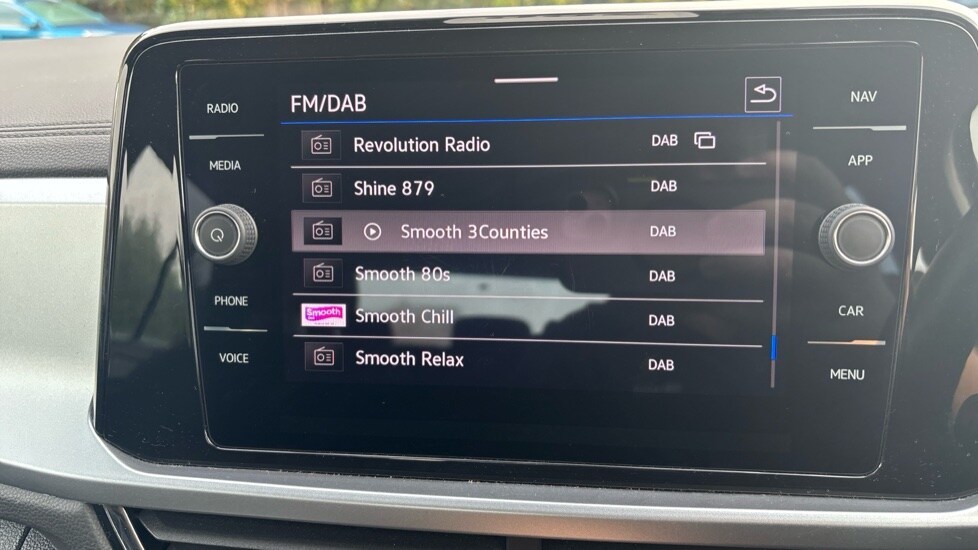 FM/DAB
RADIO
MEDIA
PHONE
VOICE
Revolution Radio DAB
Shine 879 DAB
Smooth 3Counties DAB
Smooth 80s DAB
Smooth
Smooth Chill DAB
Smooth Relax DAB
NAV
APP
CAR
MENU